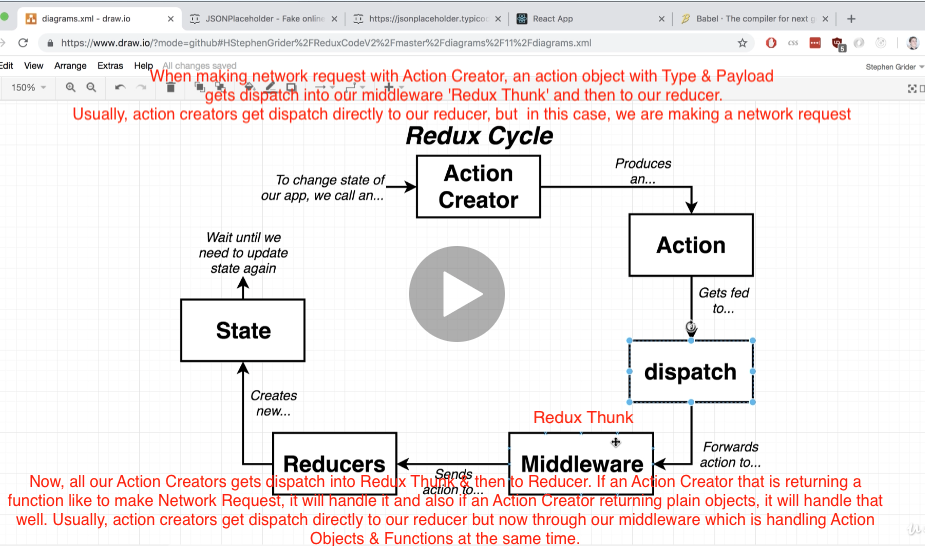 diagrams.xml - draw.io
JSONPlaceholder - Fake online
https://jsonplaceholder.typicoc
React App
Babel · The compiler for next g
https://www.draw.io/?mode=github#HStephenGrider%2FReduxCodeV2%2Fmaster%2Fdiagrams%2F11%2Fdiagrams.xml
css
5
Edit View Arrange Extras Help All changes saved
Stephen Grider
150%
When making network request with Action Creator, an action object with Type & Payload
gets dispatch into our middleware 'Redux Thunk' and then to our reducer.
Usually, action creators get dispatch directly to our reducer, but in this case, we are making a network request
Redux Cycle
To change state of
our app, we call an...
Action
Creator
Produces
an...
Action
Wait until we
need to update
state again
Gets fed
to...
State
dispatch
Creates
new...
Redux Thunk
Forwards
action to...
Reducers
Sends
action to...
Middleware
Now, all our Action Creators gets dispatch into Redux Thunk & then to Reducer. If an Action Creator that is returning a
function like to make Network Request, it will handle it and also if an Action Creator returning plain objects, it will handle that
well. Usually, action creators get dispatch directly to our reducer but now through our middleware which is handling Action
Objects & Functions at the same time.